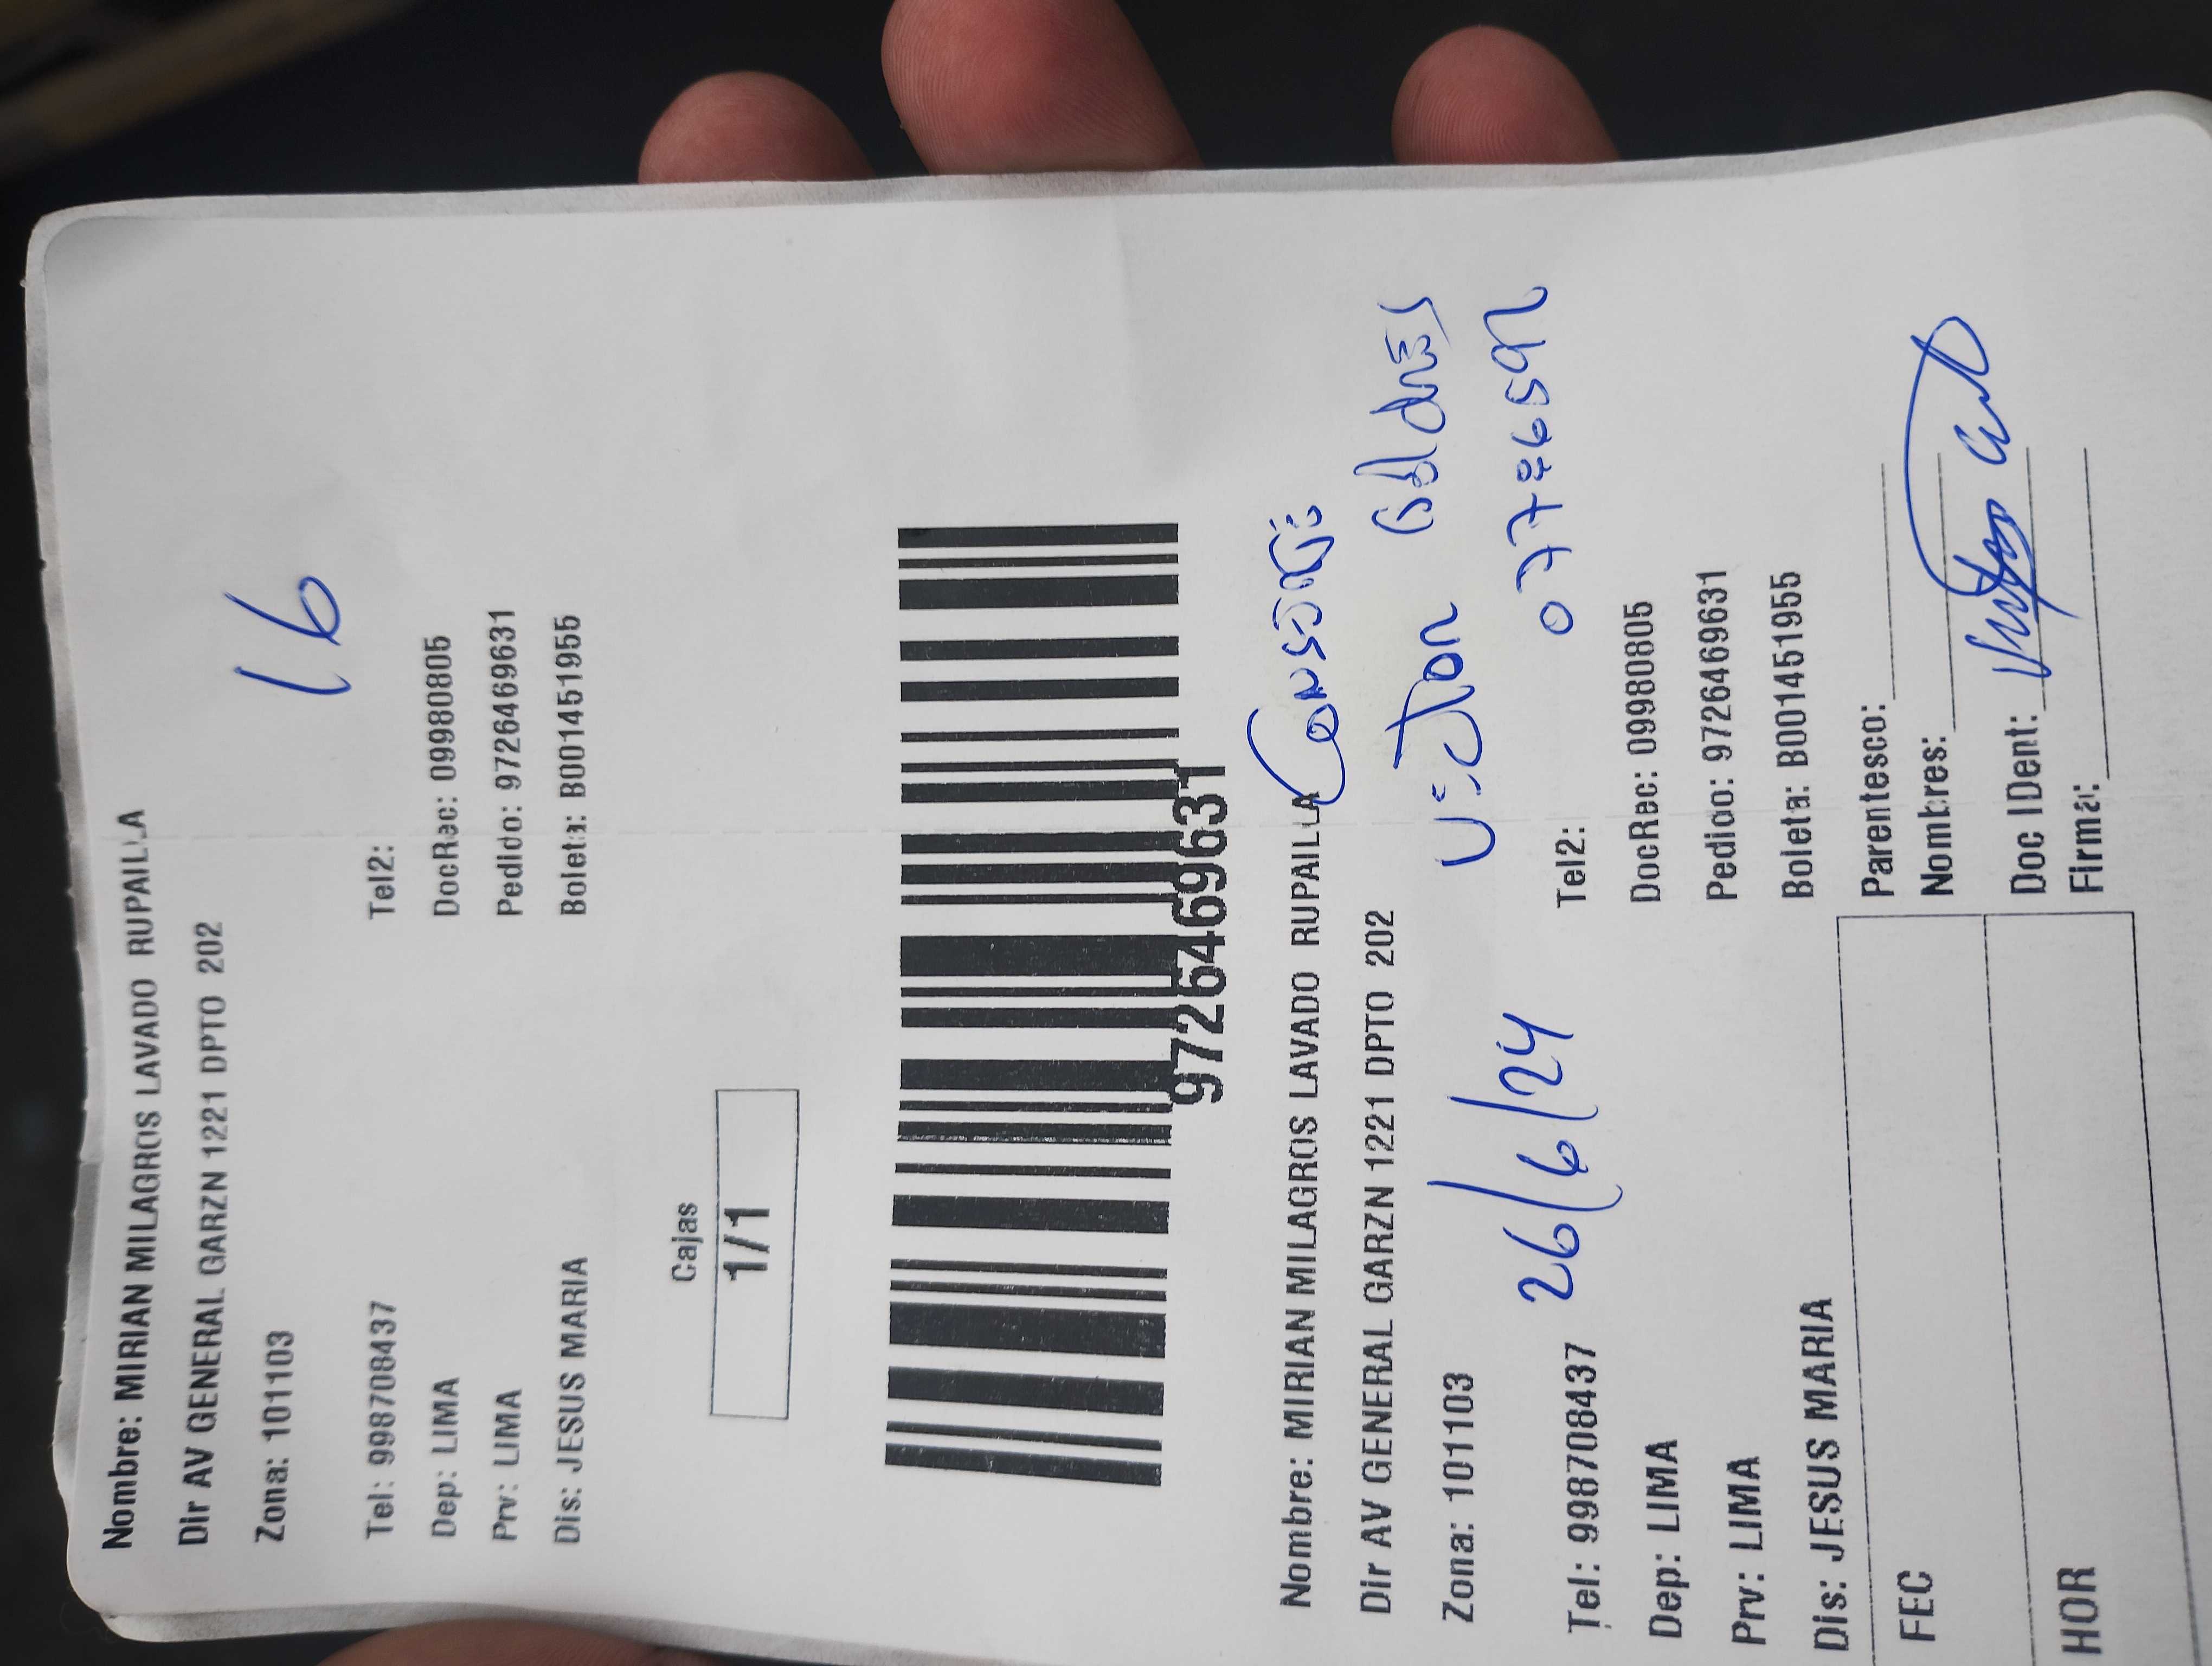 Nombre: MIRIAN MILAGROS LAVADO RUPAILLA
Dir AV GENERAL GARZN 1221 DPTO 202
Zona: 101103
16
Tel: 998708437 Tel2:
Dep: LIMA DocRec: 09980805
Prv: LIMA Pedido: 97264699631
Dis: JESUS MARIA Boleta: B001451955
Cajas
1/1
97264699631
Nombre: MIRIAN MILAGROS LAVADO RUPAILLA
Dir AV GENERAL GARZN 1221 DPTO 202
Zona: 101103
26/6/24
Tel: 998708437 Tel2:
Dep: LIMA DocRec: 09980805
Prv: LIMA Pedido: 97264699631
Dis: JESUS MARIA Boleta: B001451955
FEC
HOR
Parentesco:
Nombres:
Doc IDent:
Firma: